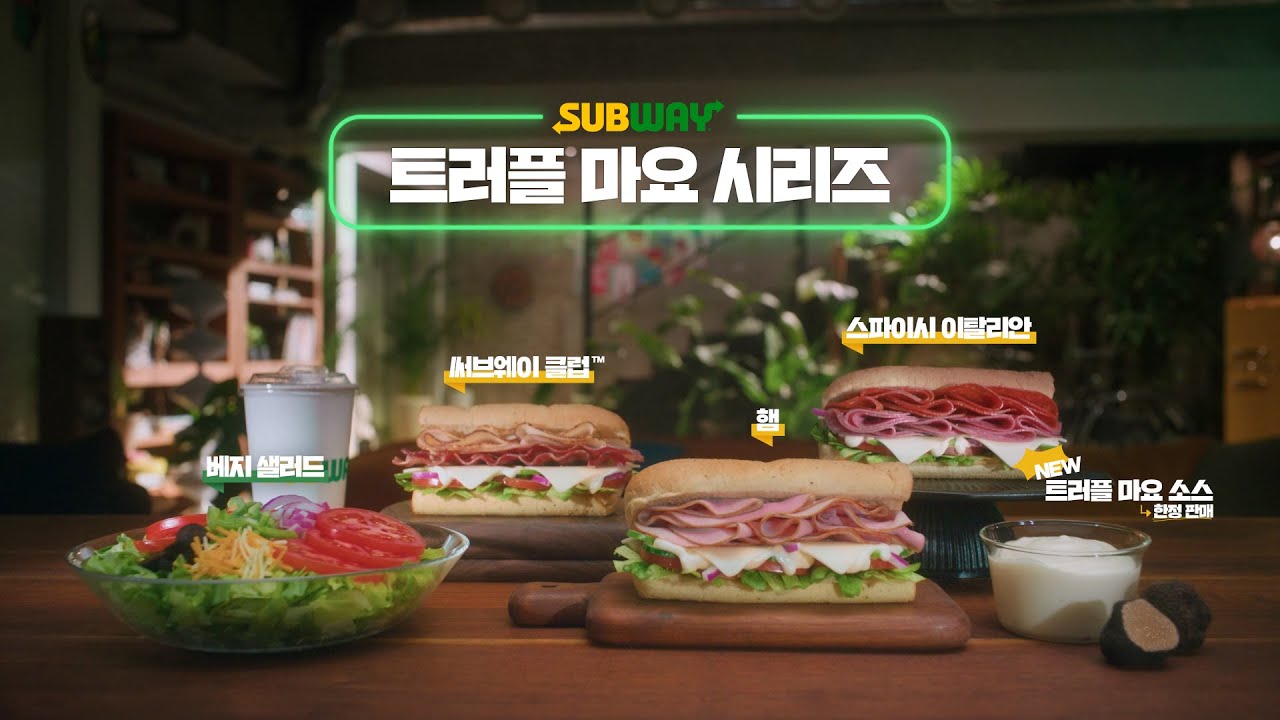 SUBWAY
트러플 마요 시리즈
스파이시 이탈리안
써브웨이 클럽™
햄
베지 샐러드
NEW
트러플 마요 소스
↳ 한정 판매